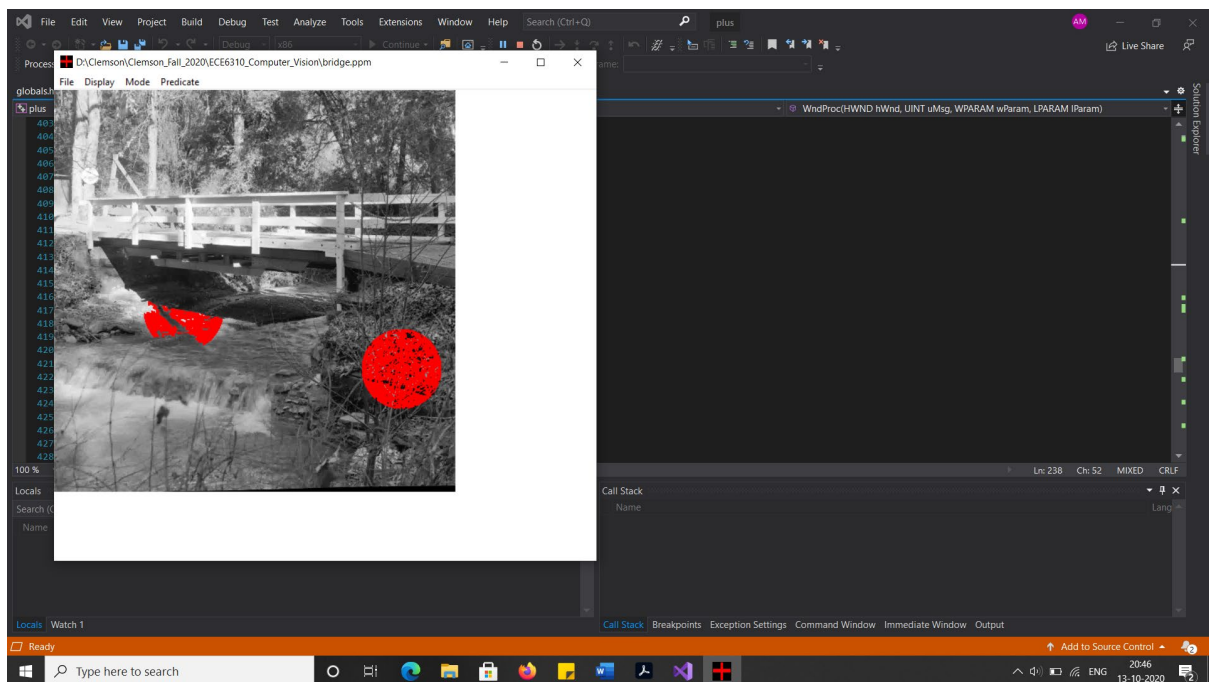 File Edit View Project Build Debug Test Analyze Tools Extensions Window Help Search (Ctrl+Q) plus AM
Debug x86 Continue Live Share
Process
D:\Clemson\Clemson_Fall_2020\ECE6310_Computer_Vision\bridge.ppm
File Display Mode Predicate
globals.h
plus WndProc(HWND hWnd, UINT uMsg, WPARAM wParam, LPARAM lParam)
Solution Explorer
403
404
405
406
407
408
409
410
411
412
413
414
415
416
417
418
419
420
421
422
423
424
425
426
427
428
100 % Ln: 238 Ch: 52 MIXED CRLF
Locals Call Stack
Search (C Name Lang
Name
Locals Watch 1 Call Stack Breakpoints Exception Settings Command Window Immediate Window Output
Ready Add to Source Control 2
Type here to search ENG 20:46
13-10-2020 2